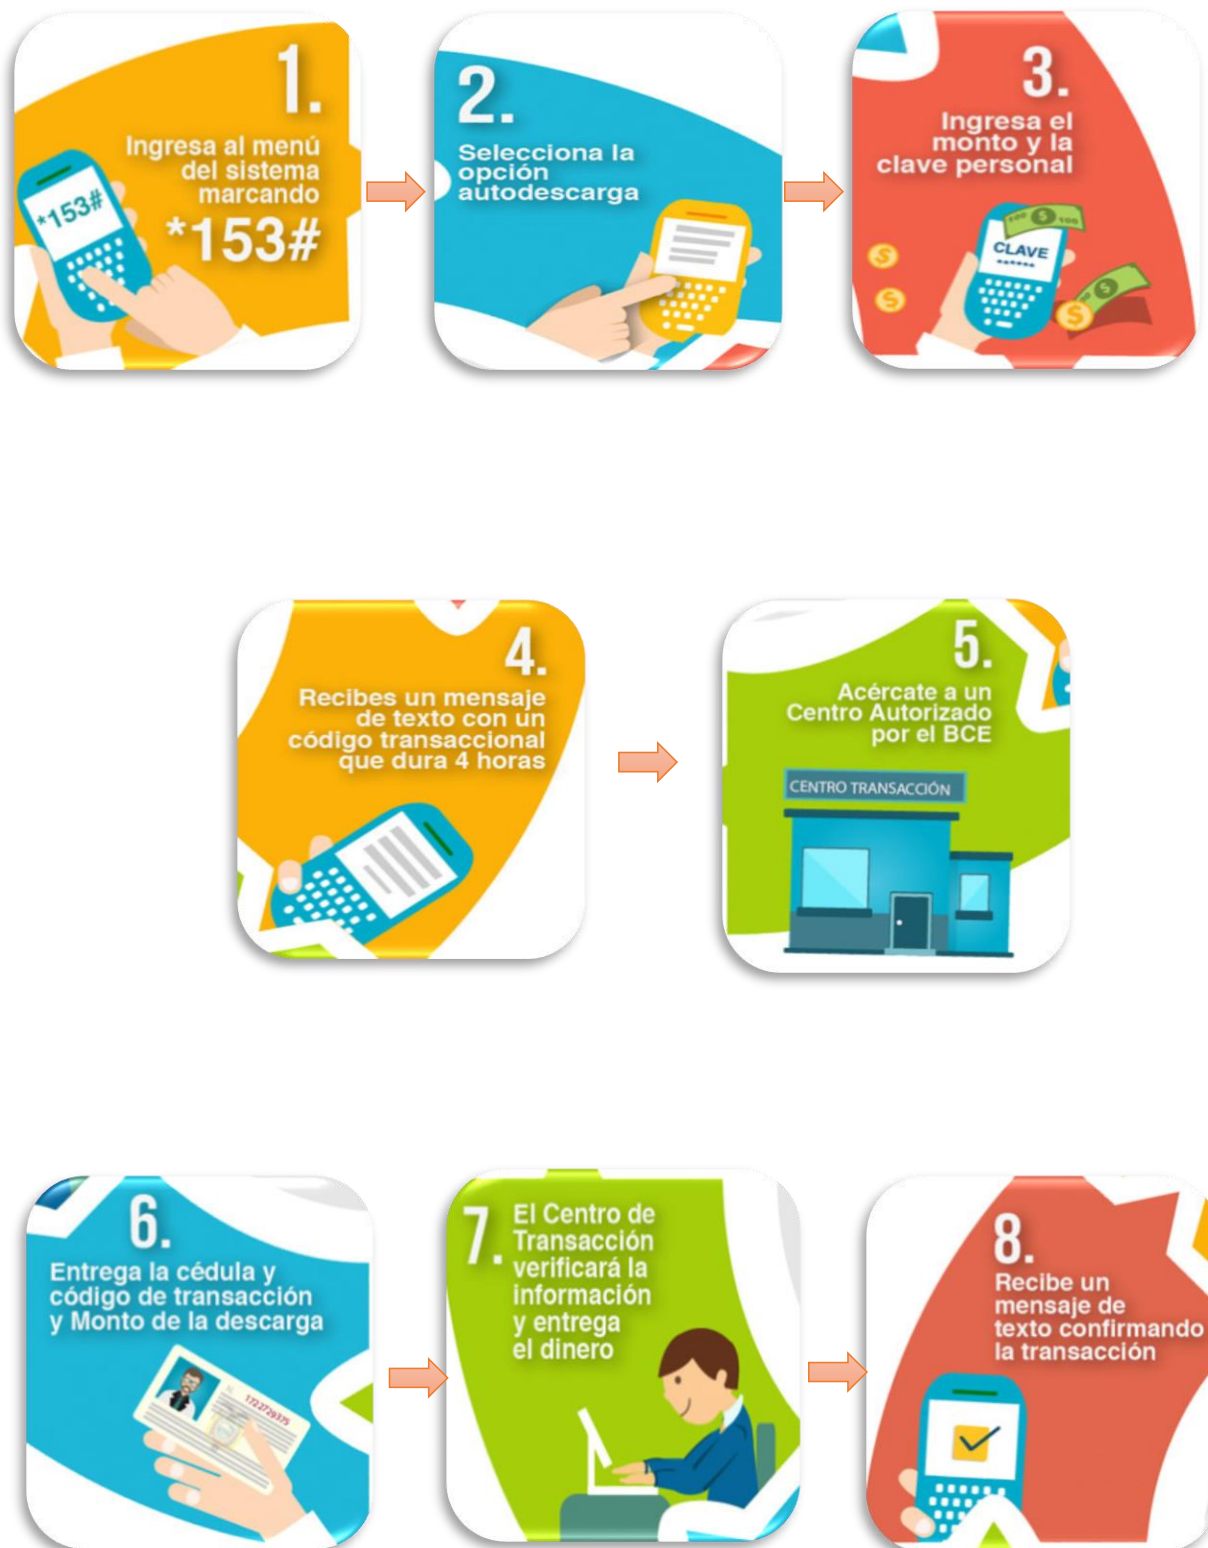 1.
Ingresa al menú
del sistema
marcando
*153#
*153#
2.
Selecciona la
opción
autodescarga
3.
Ingresa el
monto y la
clave personal
100 $ 100
CLAVE
******
$
$
$
$
4.
Recibes un mensaje
de texto con un
código transaccional
que dura 4 horas
5.
Acércate a un
Centro Autorizado
por el BCE
CENTRO TRANSACCIÓN
6.
Entrega la cédula y
código de transacción
y Monto de la descarga
1722729375
7.
El Centro de
Transacción
verificará la
información
y entrega
el dinero
8.
Recibe un
mensaje de
texto confirmando
la transacción